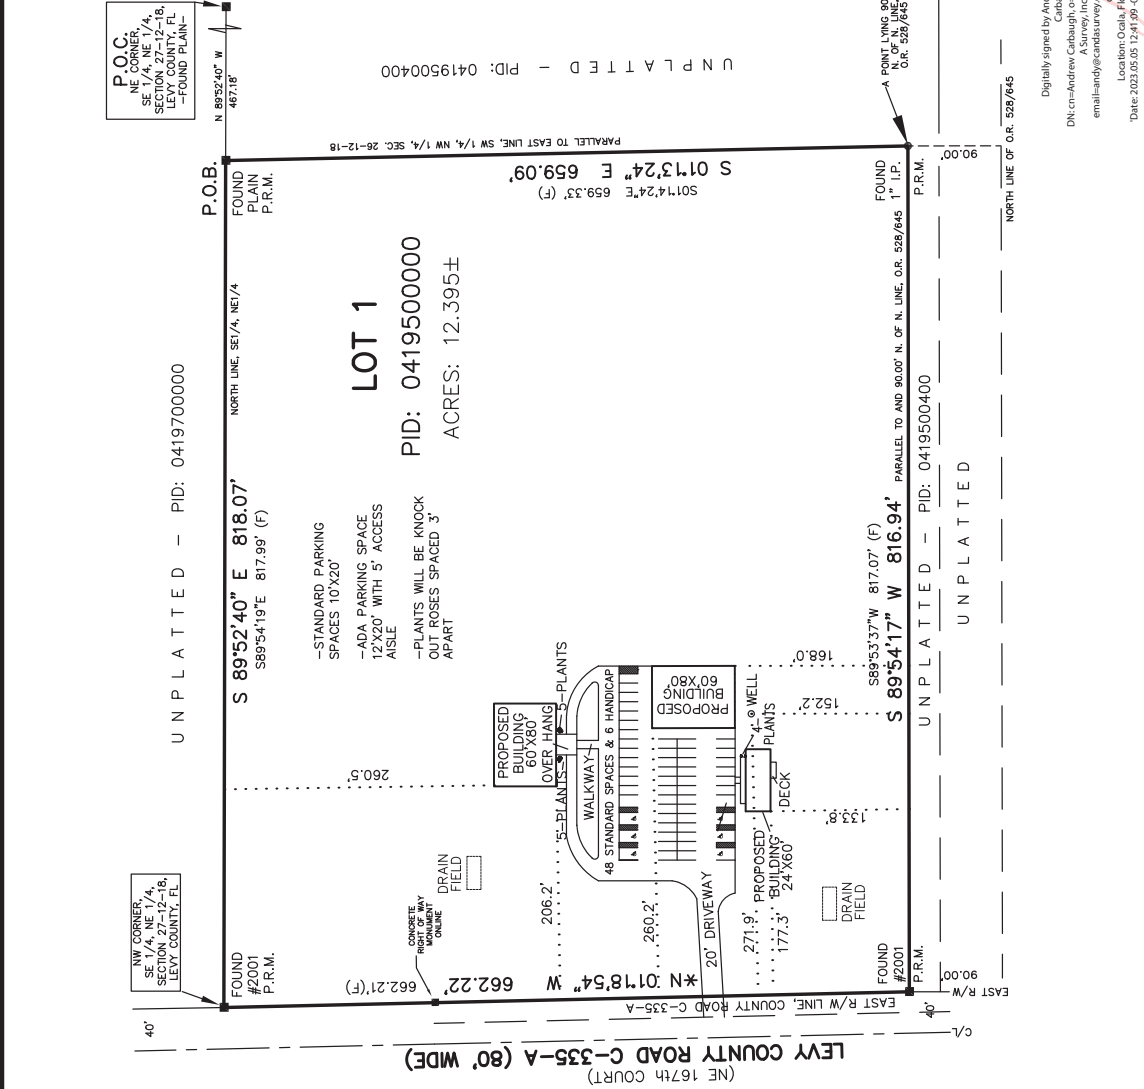 P.O.C.
NE CORNER,
SE 1/4, NE 1/4,
SECTION 27-12-18,
LEVY COUNTY, FL
-FOUND PLAIN-
N 89°52'40" W
467.18'
UNPLATTED - PID: 0419500400
A POINT LYING 90
N. OF N. LINE,
O.R. 528/645
Digitally signed by And
Carba
DN: cn=Andrew Carbaugh, o=
A Survey, Inc
email=andy@candasurvey.
Location: Ocala, Fl
Date: 2023.05.05 12:41:09 -0
P.O.B.
FOUND
PLAIN
P.R.M.
PARALLEL TO EAST LINE, SW 1/4, NW 1/4, SEC. 26-12-18
S 01°13'24" E 659.09'
S01°14'24"E 659.33' (F)
FOUND
1" I.P.
P.R.M.
90.00'
NORTH LINE OF O.R. 528/645
UNPLATTED - PID: 0419700000
NORTH LINE, SE1/4, NE1/4
S 89°52'40" E 818.07'
S89°54'19"E 817.99' (F)
LOT 1
PID: 0419500000
ACRES: 12.395±
-STANDARD PARKING
SPACES 10'X20'
-ADA PARKING SPACE
12'X20' WITH 5' ACCESS
AISLE
-PLANTS WILL BE KNOCK
OUT ROSES SPACED 3'
APART
PARALLEL TO AND 90.00' N. OF N. LINE, O.R. 528/645
S 89°54'17" W 816.94'
S89°53'37"W 817.07' (F)
UNPLATTED - PID: 0419500400
UNPLATTED
260.5'
PROPOSED
BUILDING
60'X80'
OVER HANG
5-PLANTS
5-PLANTS
WALKWAY
48 STANDARD SPACES & 6 HANDICAP
PROPOSED
BUILDING
60'X80'
168.0'
152.2'
WELL
4-
PLANTS
DECK
133.8'
PROPOSED
BUILDING
24'X60'
DRAIN
FIELD
DRAIN
FIELD
206.2'
260.2'
271.9'
177.3'
20' DRIVEWAY
CONCRETE
RIGHT OF WAY
MONUMENT
ONLINE
NW CORNER,
SE 1/4, NE 1/4,
SECTION 27-12-18,
LEVY COUNTY, FL
FOUND
#2001
P.R.M.
662.21'(F)
*N 01°18'54" W 662.22'
FOUND
#2001
P.R.M.
90.00'
EAST R/W LINE, COUNTY ROAD C-335-A
EAST R/W
40'
40'
C/L
LEVY COUNTY ROAD C-335-A (80' WIDE)
(NE 167th COURT)